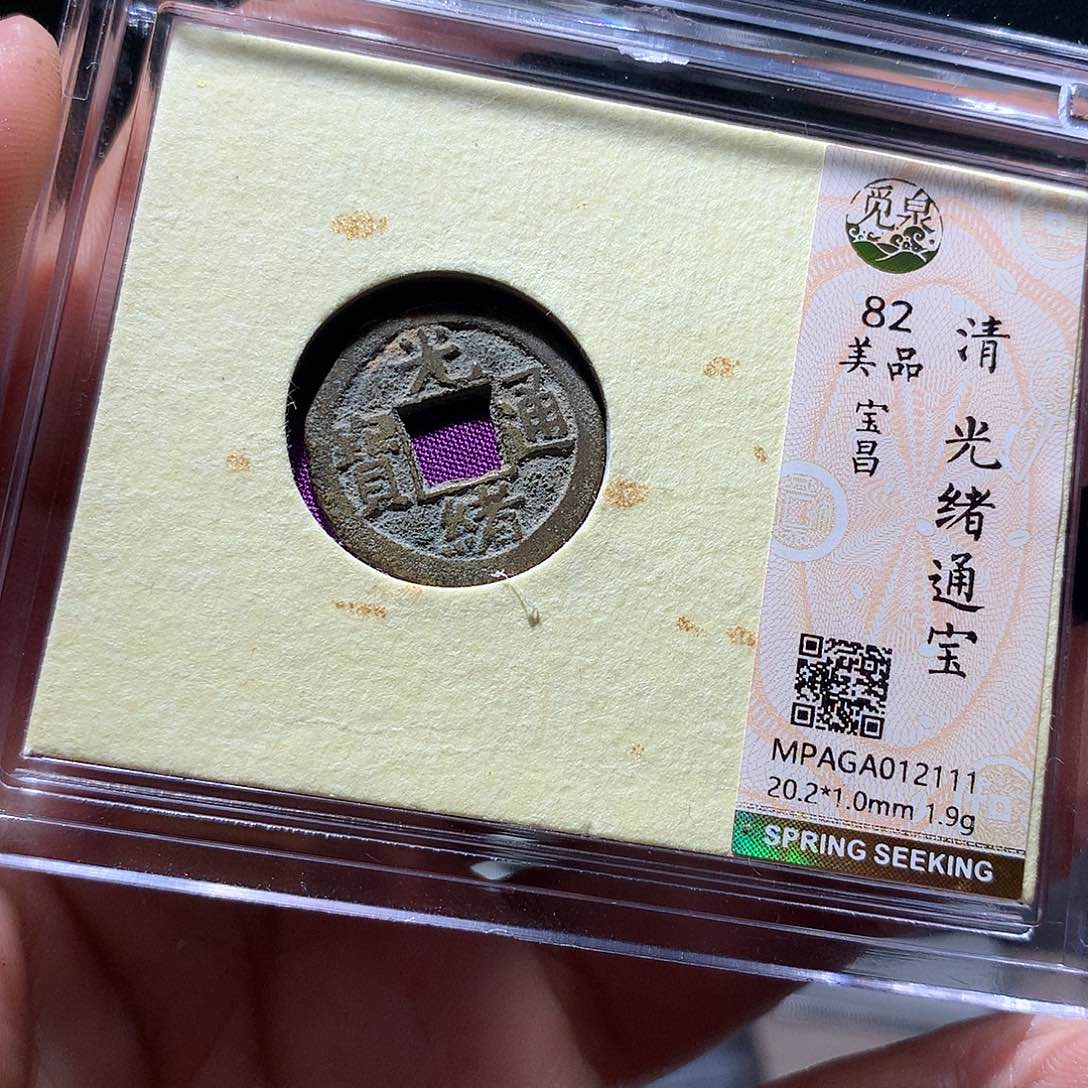 光
通
寶
緒
觅泉
82
美品
宝昌
清 光绪通宝
MPAGA012111
20.2*1.0mm 1.9g
SPRING SEEKING